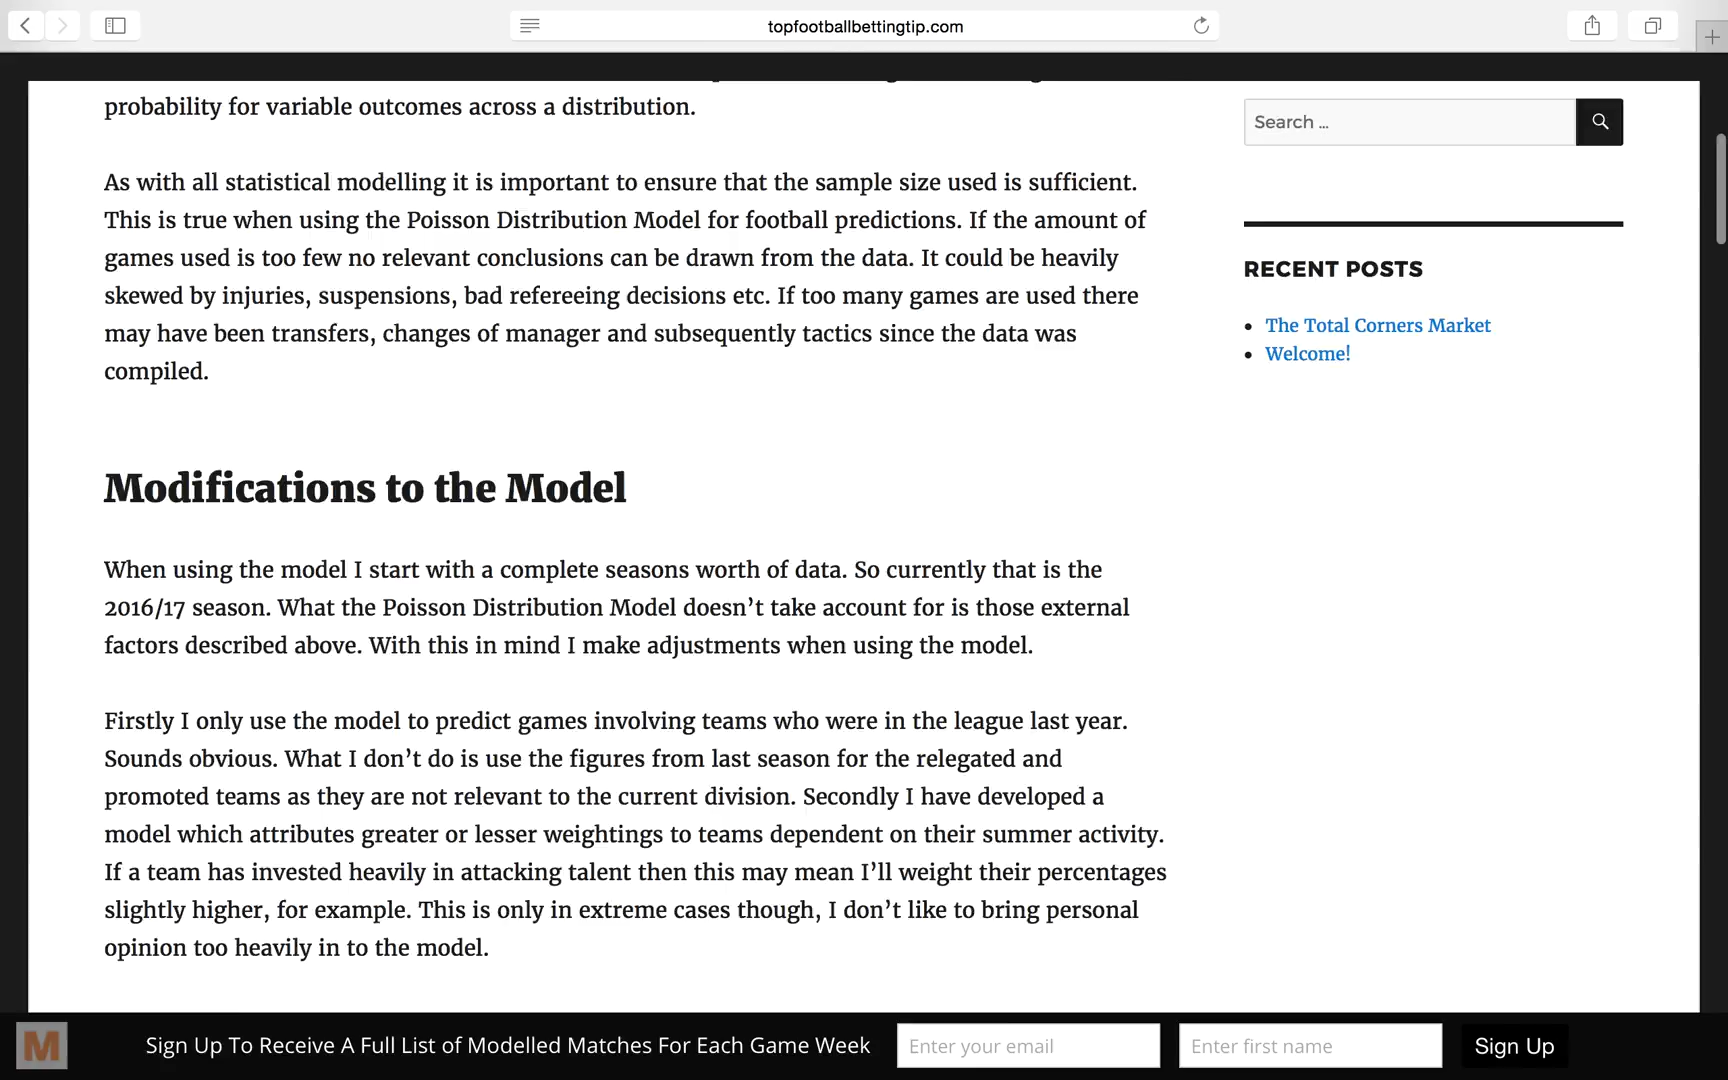 topfootballbettingtip.com
probability for variable outcomes across a distribution.
As with all statistical modelling it is important to ensure that the sample size used is sufficient.
This is true when using the Poisson Distribution Model for football predictions. If the amount of
games used is too few no relevant conclusions can be drawn from the data. It could be heavily
skewed by injuries, suspensions, bad refereeing decisions etc. If too many games are used there
may have been transfers, changes of manager and subsequently tactics since the data was
compiled.
Modifications to the Model
When using the model I start with a complete seasons worth of data. So currently that is the
2016/17 season. What the Poisson Distribution Model doesn’t take account for is those external
factors described above. With this in mind I make adjustments when using the model.
Firstly I only use the model to predict games involving teams who were in the league last year.
Sounds obvious. What I don’t do is use the figures from last season for the relegated and
promoted teams as they are not relevant to the current division. Secondly I have developed a
model which attributes greater or lesser weightings to teams dependent on their summer activity.
If a team has invested heavily in attacking talent then this may mean I’ll weight their percentages
slightly higher, for example. This is only in extreme cases though, I don’t like to bring personal
opinion too heavily in to the model.
Search ...
RECENT POSTS
The Total Corners Market
Welcome!
M
Sign Up To Receive A Full List of Modelled Matches For Each Game Week
Enter your email
Enter first name
Sign Up